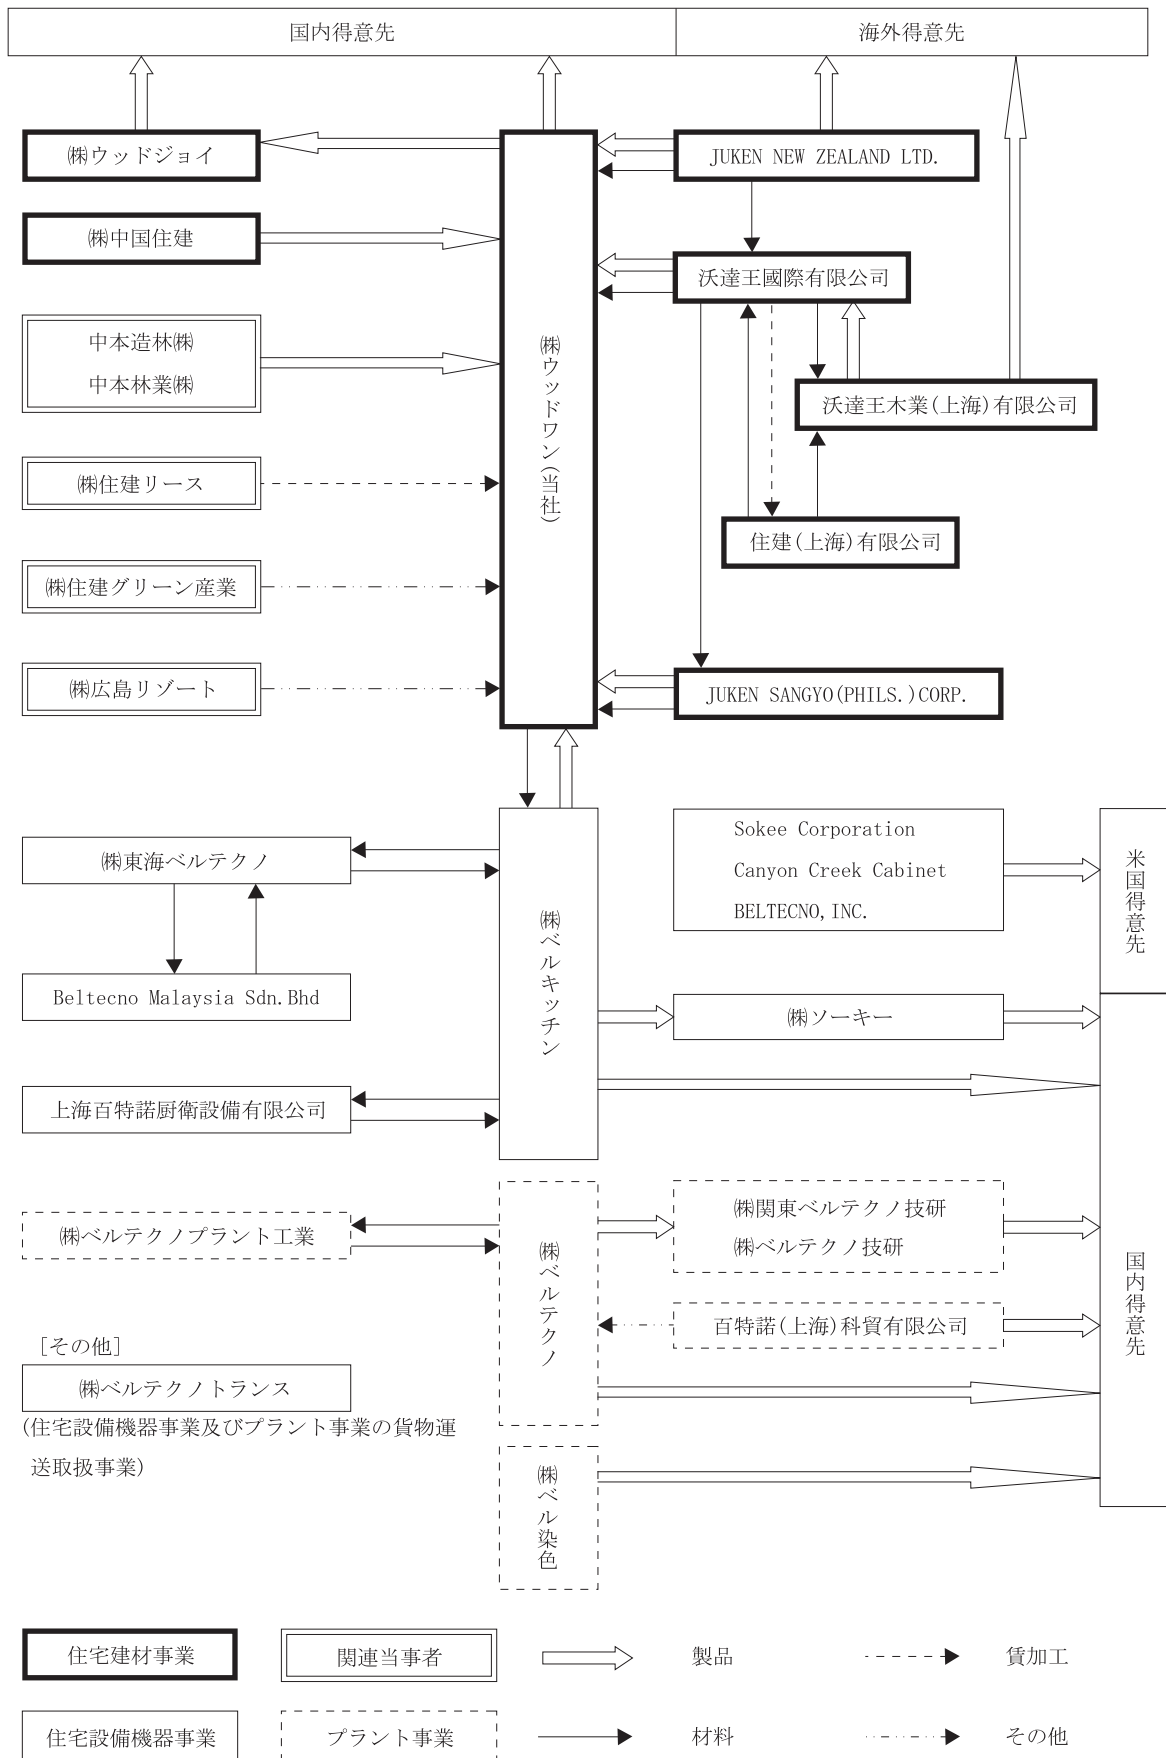 国内得意先
海外得意先
㈱ウッドジョイ
JUKEN NEW ZEALAND LTD.
㈱中国住建
沃達王國際有限公司
中本造林㈱
中本林業㈱
㈱ウッドワン(当社)
沃達王木業(上海)有限公司
㈱住建リース
住建(上海)有限公司
㈱住建グリーン産業
㈱広島リゾート
JUKEN SANGYO(PHILS.)CORP.
㈱東海ベルテクノ
Beltecno Malaysia Sdn.Bhd
上海百特諾厨衛設備有限公司
㈱ベルキッチン
Sokee Corporation
Canyon Creek Cabinet
BELTECNO,INC.
米国得意先
㈱ソーキー
㈱ベルテクノプラント工業
㈱ベルテクノ
㈱関東ベルテクノ技研
㈱ベルテクノ技研
百特諾(上海)科貿有限公司
国内得意先
[その他]
㈱ベルテクノトランス
(住宅設備機器事業及びプラント事業の貨物運
送取扱事業)
㈱ベル染色
住宅建材事業
関連当事者
製品
賃加工
住宅設備機器事業
プラント事業
材料
その他